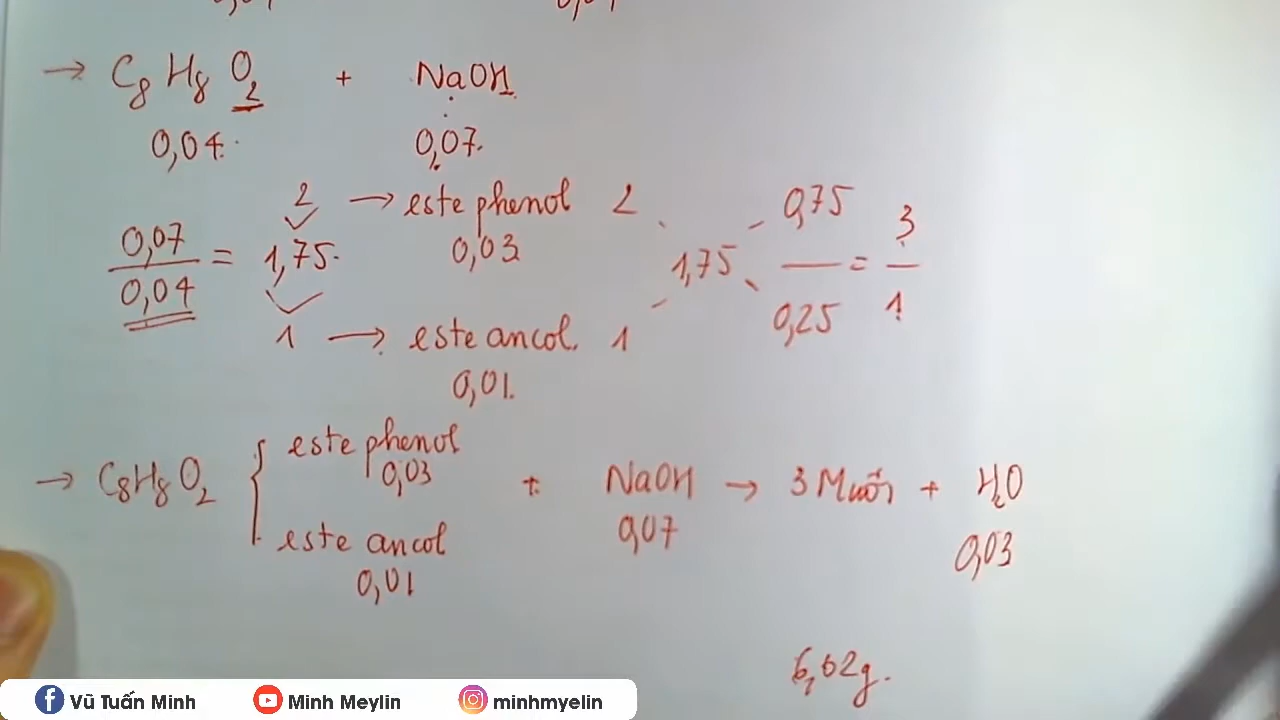 → C8H8O2 + NaOH
0,04. 0,07.
2 → este phenol 2 0,75 3
0,07/0,04 = 1,75. 0,03 1,75 — = —
1 → este ancol. 1 0,25 1
0,01.
→ C8H8O2 { este phenol 0,03 + NaOH → 3 Muối + H2O
este ancol 0,07 0,03
0,01
6,62g.
Vũ Tuấn Minh Minh Meylin minhmyelin